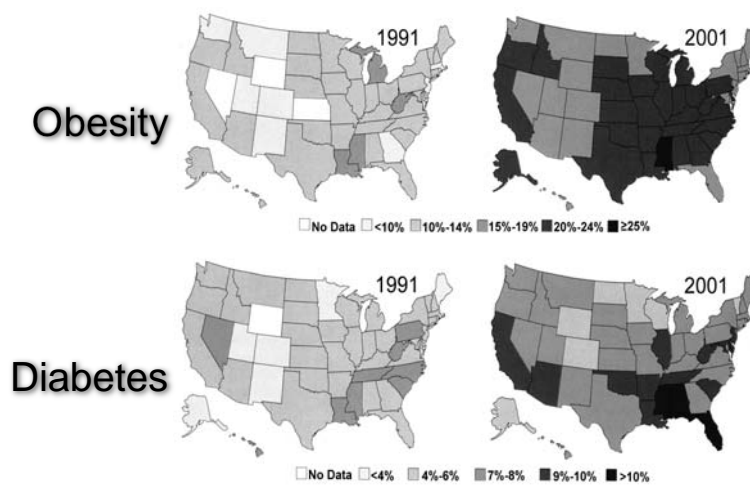 1991
2001
Obesity
No Data <10% 10%-14% 15%-19% 20%-24% ≥25%
1991
2001
Diabetes
No Data <4% 4%-6% 7%-8% 9%-10% >10%